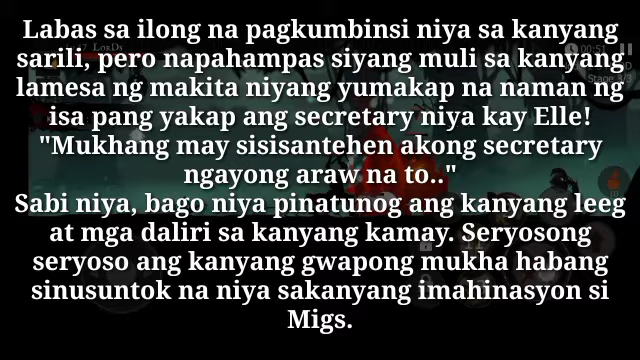 Labas sa ilong na pagkumbinsi niya sa kanyang
sarili, pero napahampas siyang muli sa kanyang
lamesa ng makita niyang yumakap na naman ng
isa pang yakap ang secretary niya kay Elle!
"Mukhang may sisisantehen akong secretary
ngayong araw na to.."
Sabi niya, bago niya pinatunog ang kanyang leeg
at mga daliri sa kanyang kamay. Seryosong
seryoso ang kanyang gwapong mukha habang
sinusuntok na niya sakanyang imahinasyon si
Migs.